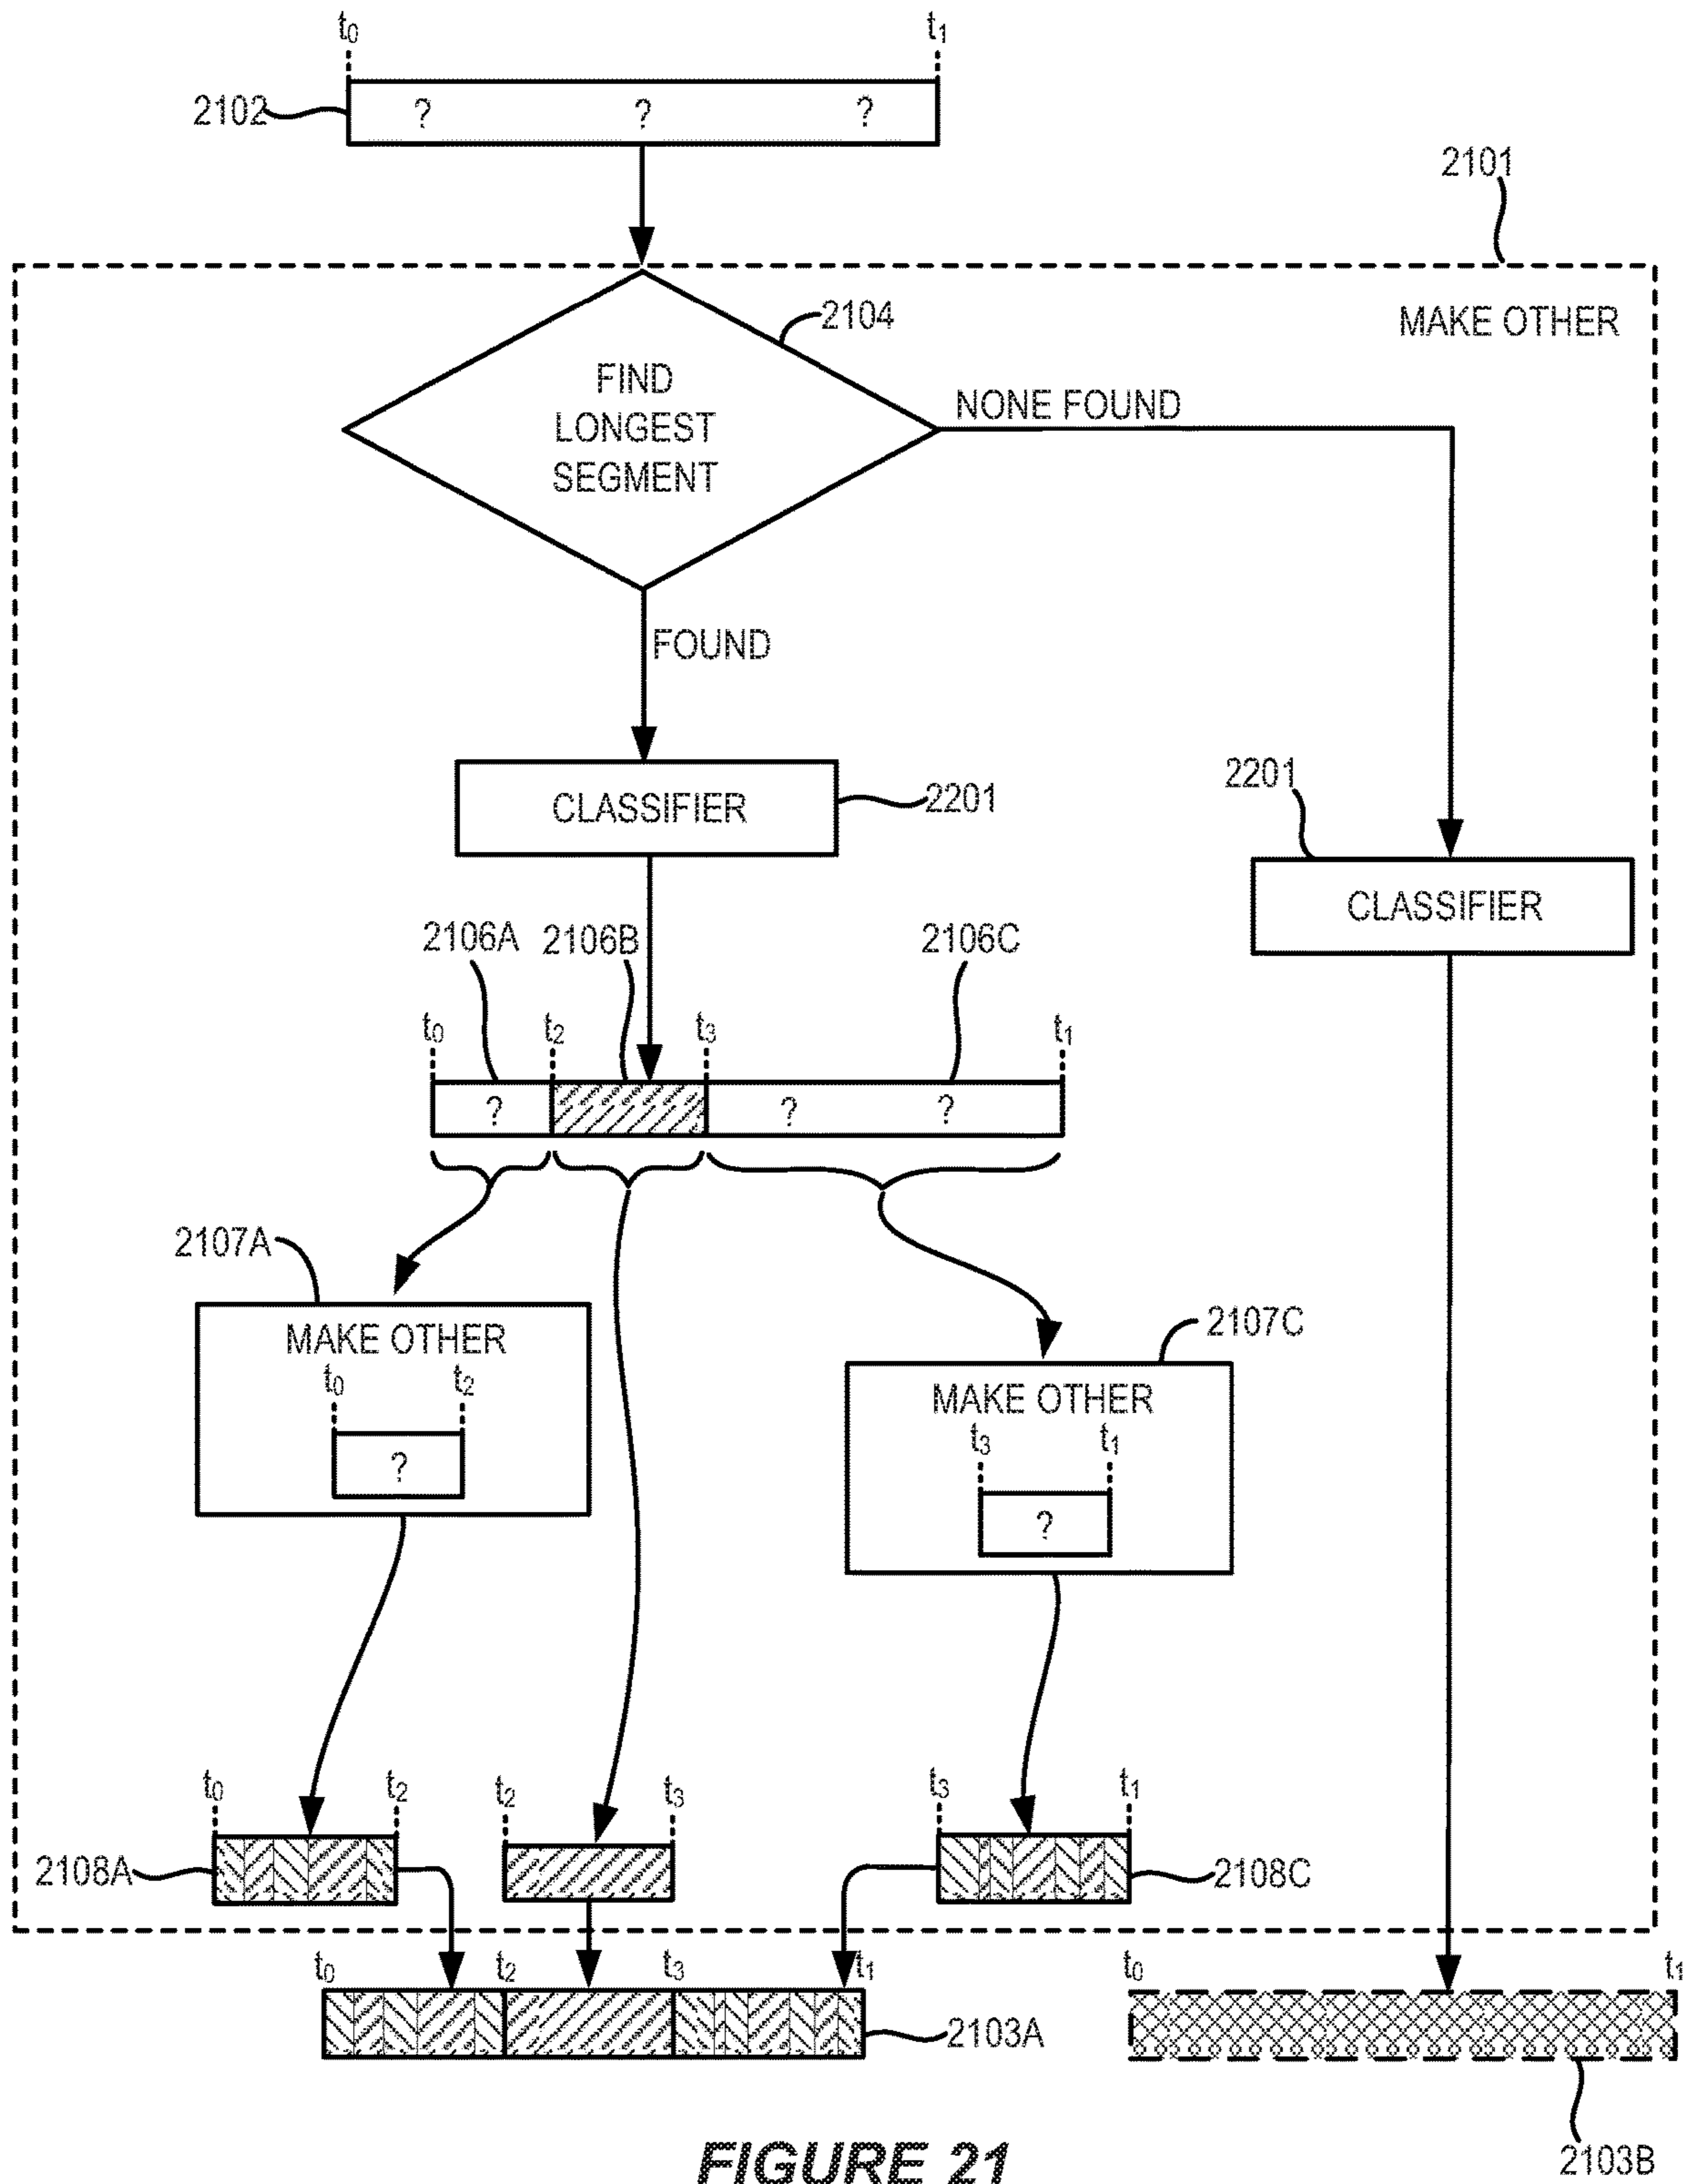 t0 t1
2102 ? ? ?
2101
MAKE OTHER
2104
FIND
LONGEST
SEGMENT
NONE FOUND
FOUND
CLASSIFIER
2201
2201
CLASSIFIER
2106A 2106B 2106C
t0 t2 t3 t1
? ? ?
2107A
MAKE OTHER
t0 t2
?
2107C
MAKE OTHER
t3 t1
?
t0 t2 t2 t3 t3 t1
2108A
2108C
t0 t2 t3 t1
2103A
t0 t1
2103B
FIGURE 21